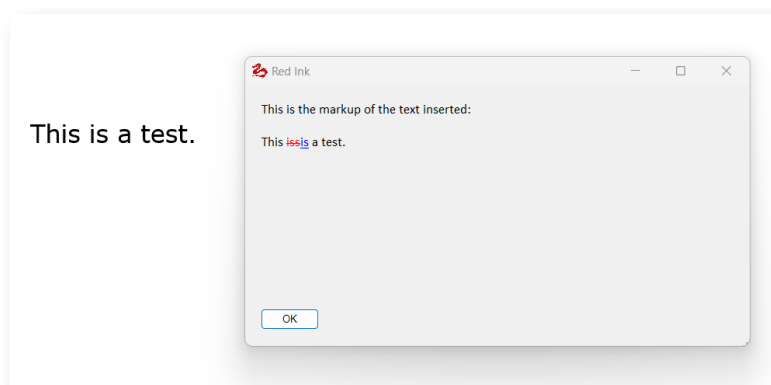 This is a test.
Red Ink
This is the markup of the text inserted:
This issis a test.
OK